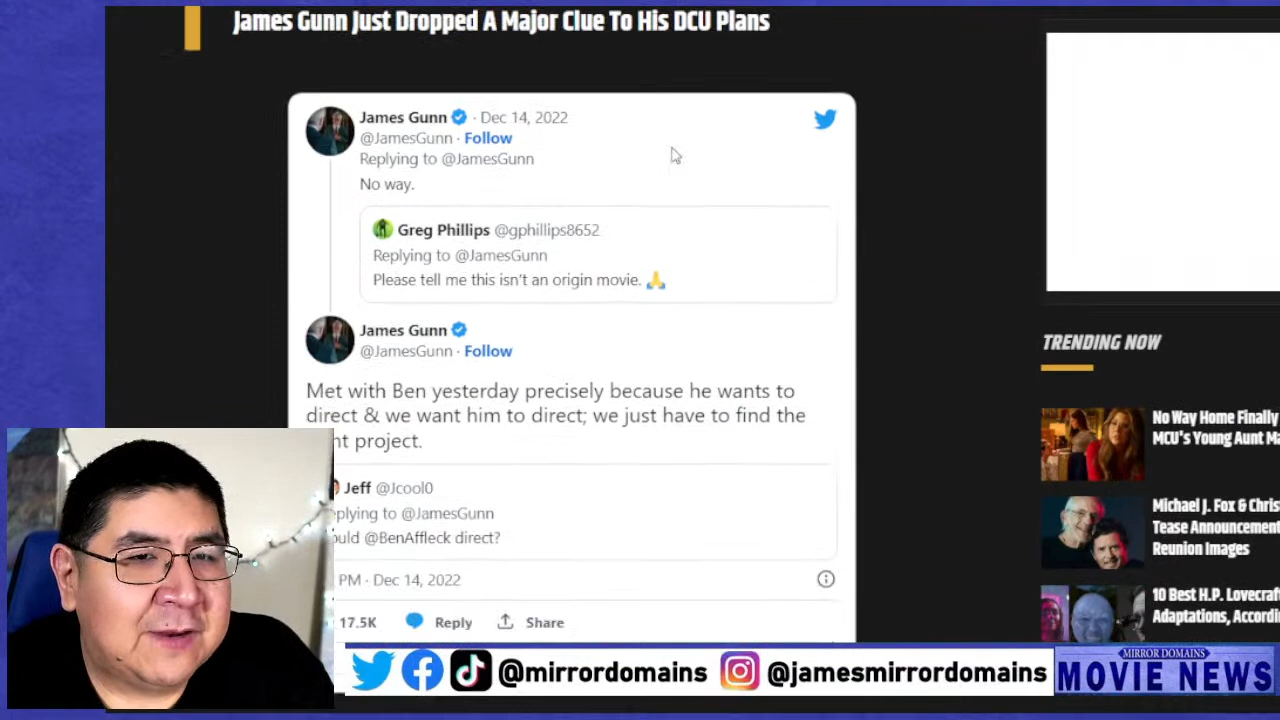 James Gunn Just Dropped A Major Clue To His DCU Plans
James Gunn · Dec 14, 2022
@JamesGunn · Follow
Replying to @JamesGunn
No way.
Greg Phillips @gphillips8652
Replying to @JamesGunn
Please tell me this isn't an origin movie. 🙏
James Gunn
@JamesGunn · Follow
Met with Ben yesterday precisely because he wants to
direct & we want him to direct; we just have to find the
project.
Jeff @Jcool0
plying to @JamesGunn
@BenAffleck direct?
PM · Dec 14, 2022
17.5K Reply Share
TRENDING NOW
No Way Home Finally
MCU's Young Aunt Ma
Michael J. Fox & Chris
Tease Announcement
Reunion Images
10 Best H.P. Lovecraf
Adaptations, Accordi
@mirrordomains @jamesmirrordomains
MIRROR DOMAINS
MOVIE NEWS